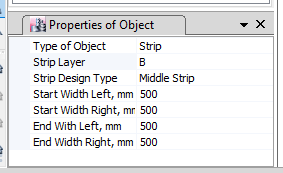 Properties of Object
Type of Object Strip
Strip Layer B
Strip Design Type Middle Strip
Start Width Left, mm 500
Start Width Right, mm 500
End With Left, mm 500
End Width Right, mm 500